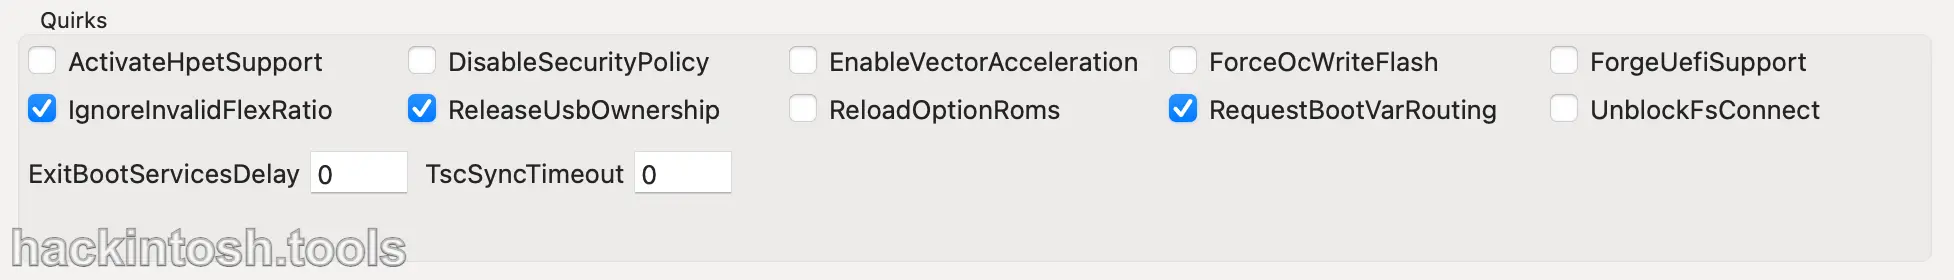 Quirks
ActivateHpetSupport DisableSecurityPolicy EnableVectorAcceleration ForceOcWriteFlash ForgeUefiSupport
IgnoreInvalidFlexRatio ReleaseUsbOwnership ReloadOptionRoms RequestBootVarRouting UnblockFsConnect
ExitBootServicesDelay 0 TscSyncTimeout 0
hackintosh.tools